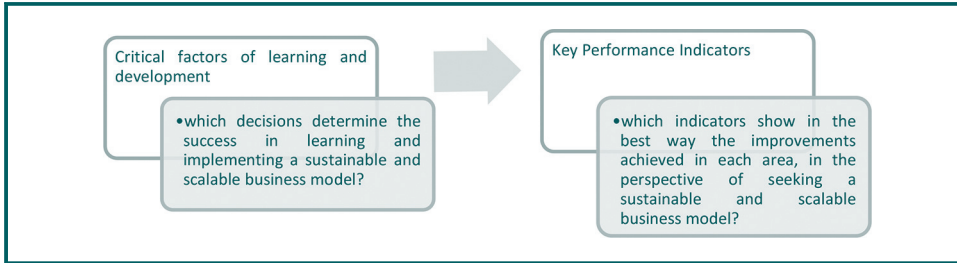 Critical factors of learning and
development
•which decisions determine the
success in learning and
implementing a sustainable and
scalable business model?
Key Performance Indicators
•which indicators show in the
best way the improvements
achieved in each area, in the
perspective of seeking a
sustainable and scalable
business model?